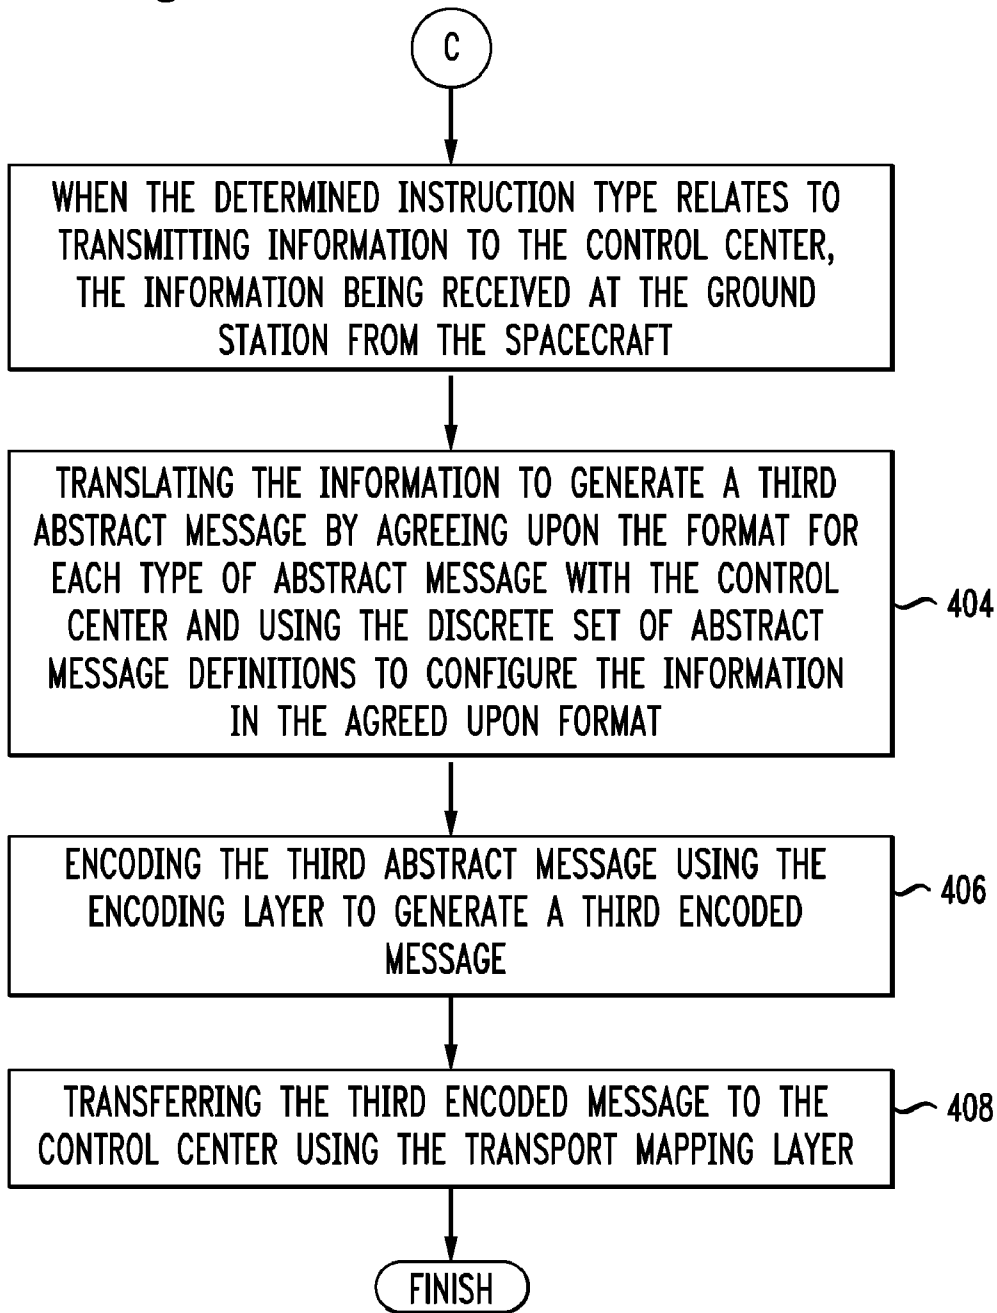 C
WHEN THE DETERMINED INSTRUCTION TYPE RELATES TO
TRANSMITTING INFORMATION TO THE CONTROL CENTER,
THE INFORMATION BEING RECEIVED AT THE GROUND
STATION FROM THE SPACECRAFT
TRANSLATING THE INFORMATION TO GENERATE A THIRD
ABSTRACT MESSAGE BY AGREEING UPON THE FORMAT FOR
EACH TYPE OF ABSTRACT MESSAGE WITH THE CONTROL
CENTER AND USING THE DISCRETE SET OF ABSTRACT
MESSAGE DEFINITIONS TO CONFIGURE THE INFORMATION
IN THE AGREED UPON FORMAT
404
ENCODING THE THIRD ABSTRACT MESSAGE USING THE
ENCODING LAYER TO GENERATE A THIRD ENCODED
MESSAGE
406
TRANSFERRING THE THIRD ENCODED MESSAGE TO THE
CONTROL CENTER USING THE TRANSPORT MAPPING LAYER
408
FINISH